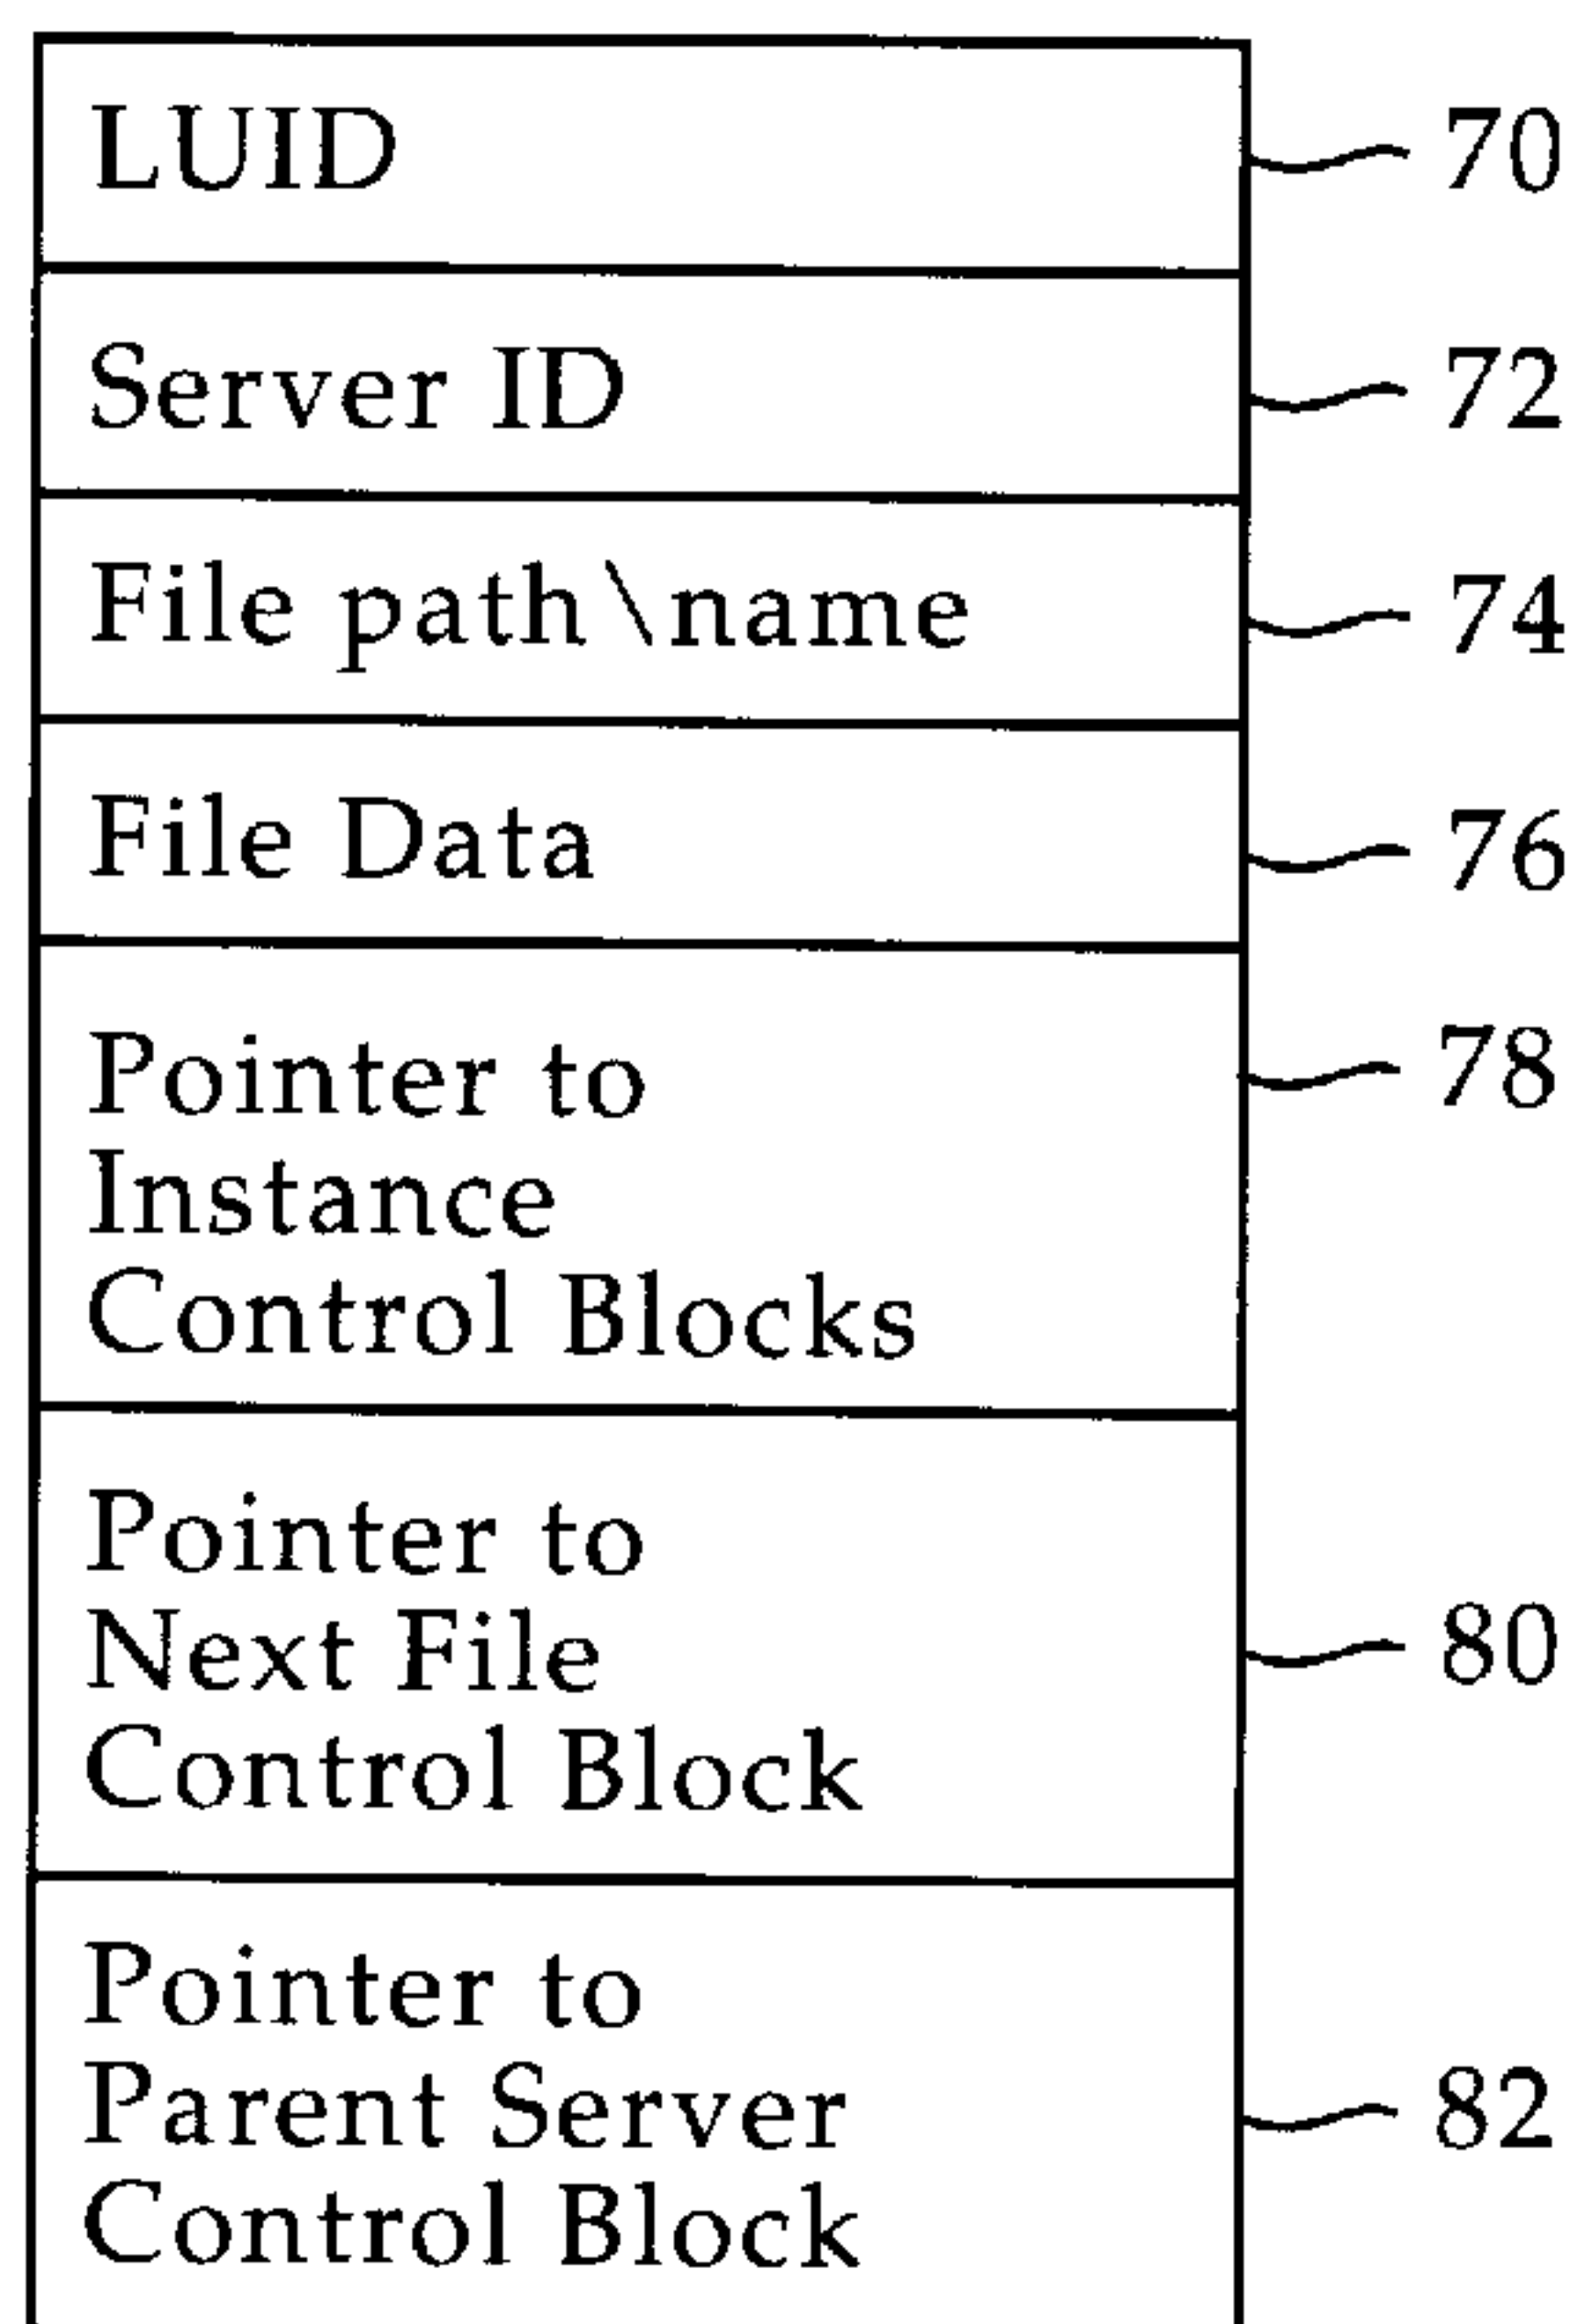 LUID 70
Server ID 72
File path\name 74
File Data 76
Pointer to 78
Instance
Control Blocks
Pointer to
Next File 80
Control Block
Pointer to
Parent Server 82
Control Block